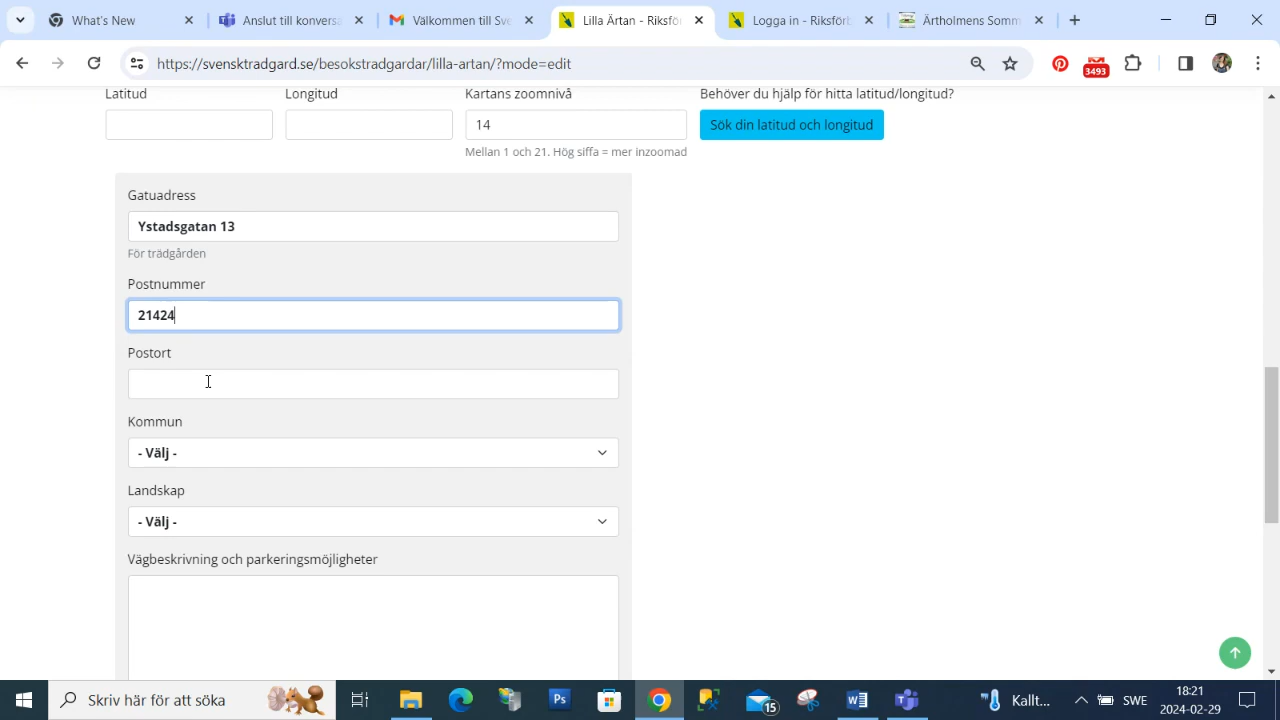 What's New
Anslut till konversa
Välkommen till Sve
Lilla Ärtan - Riksför
Logga in - Riksförb
Ärtholmens Somm
https://svensktradgard.se/besokstradgardar/lilla-artan/?mode=edit
3493
Latitud
Longitud
Kartans zoomnivå
Behöver du hjälp för hitta latitud/longitud?
14
Sök din latitud och longitud
Mellan 1 och 21. Hög siffa = mer inzoomad
Gatuadress
Ystadsgatan 13
För trädgården
Postnummer
21424
Postort
Kommun
- Välj -
Landskap
- Välj -
Vägbeskrivning och parkeringsmöjligheter
Skriv här för att söka
Ps
15
Kallt...
SWE
18:21
2024-02-29